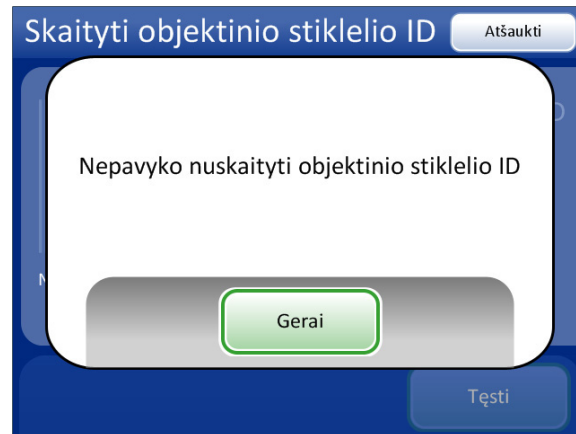 Skaityti objektinio stiklelio ID
Atšaukti
Nepavyko nuskaityti objektinio stiklelio ID
Gerai
Tęsti